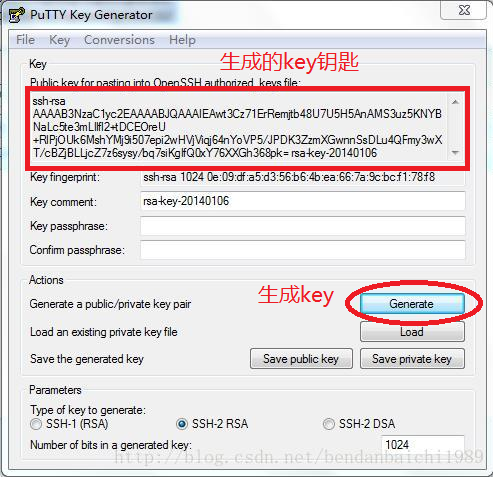 PuTTY Key Generator
File Key Conversions Help
生成的key钥匙
Key
Public key for pasting into OpenSSH authorized_keys file:
ssh-rsa
AAAAB3NzaC1yc2EAAAABJQAAAIEAwt3Cz71ErRemjtb48U7U5H5AnAMS3uz5KNYB
NaLc5te3mLIlfI2+tDCEOreU
+RIPjOUk6MshYMj9i507epi2wHVjViqj64nYoVP5/JPDK3ZzmXGwnnSsDLu4QFmy3wX
T/cBZjBLLjcZ7z6sysy/bq7siKglfQ0xY76XXGh368pk= rsa-key-20140106
Key fingerprint: ssh-rsa 1024 0e:09:df:a5:d3:56:b6:4b:ea:66:7a:9c:bc:f1:78:f8
Key comment: rsa-key-20140106
Key passphrase:
Confirm passphrase:
Actions
生成key
Generate a public/private key pair Generate
Load an existing private key file Load
Save the generated key Save public key Save private key
Parameters
Type of key to generate:
SSH-1 (RSA) SSH-2 RSA SSH-2 DSA
Number of bits in a generated key: 1024
http://blog.csdn.net/bendanbaichi1989